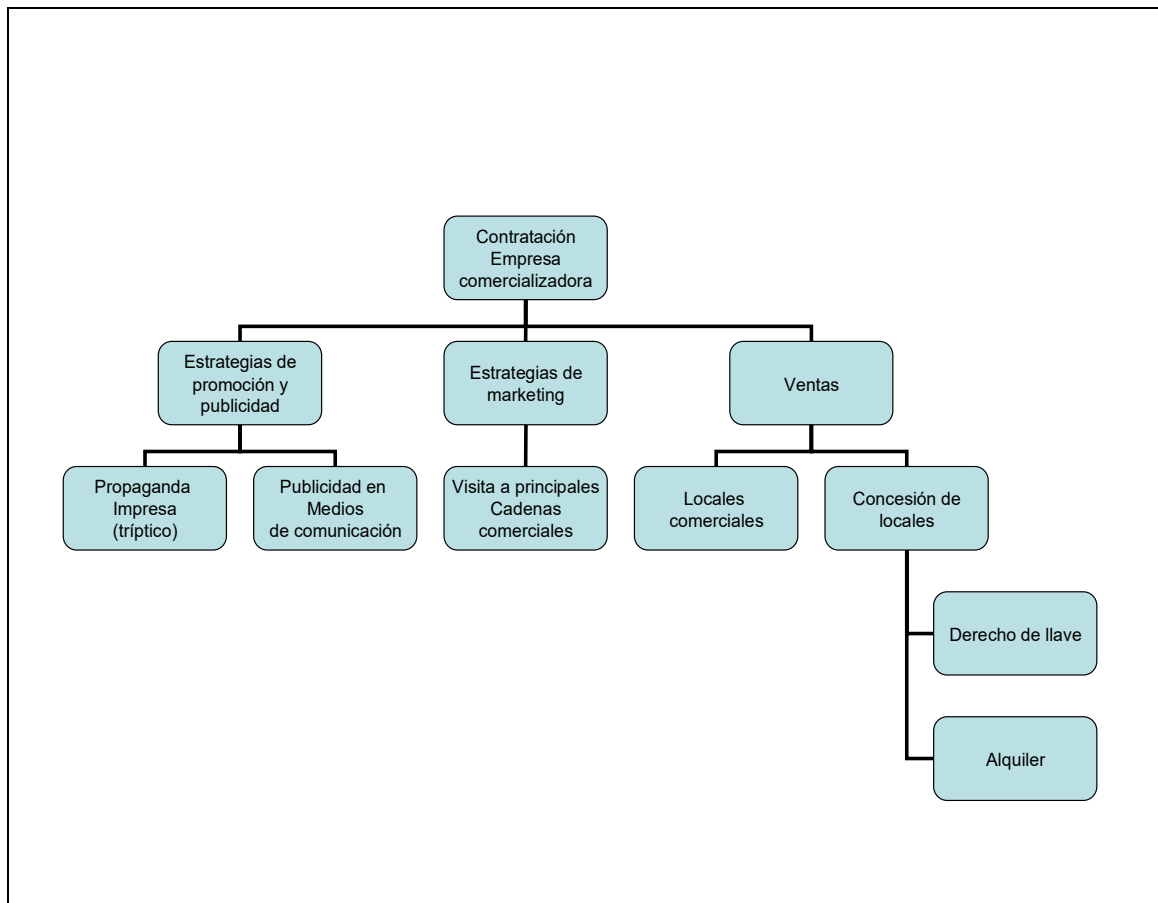 Contratación
Empresa
comercializadora
Estrategias de
promoción y
publicidad
Estrategias de
marketing
Ventas
Propaganda
Impresa
(tríptico)
Publicidad en
Medios
de comunicación
Visita a principales
Cadenas
comerciales
Locales
comerciales
Concesión de
locales
Derecho de llave
Alquiler